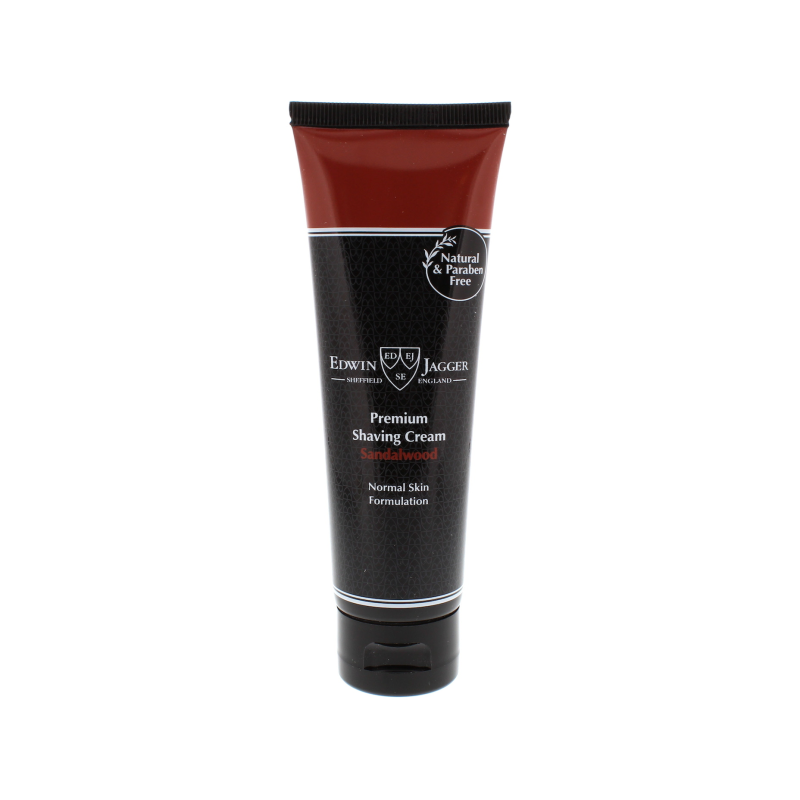 Natural
& Paraben
Free
EDWIN ED EJ JAGGER
SHEFFIELD SE ENGLAND
Premium
Shaving Cream
Sandalwood
Normal Skin
Formulation